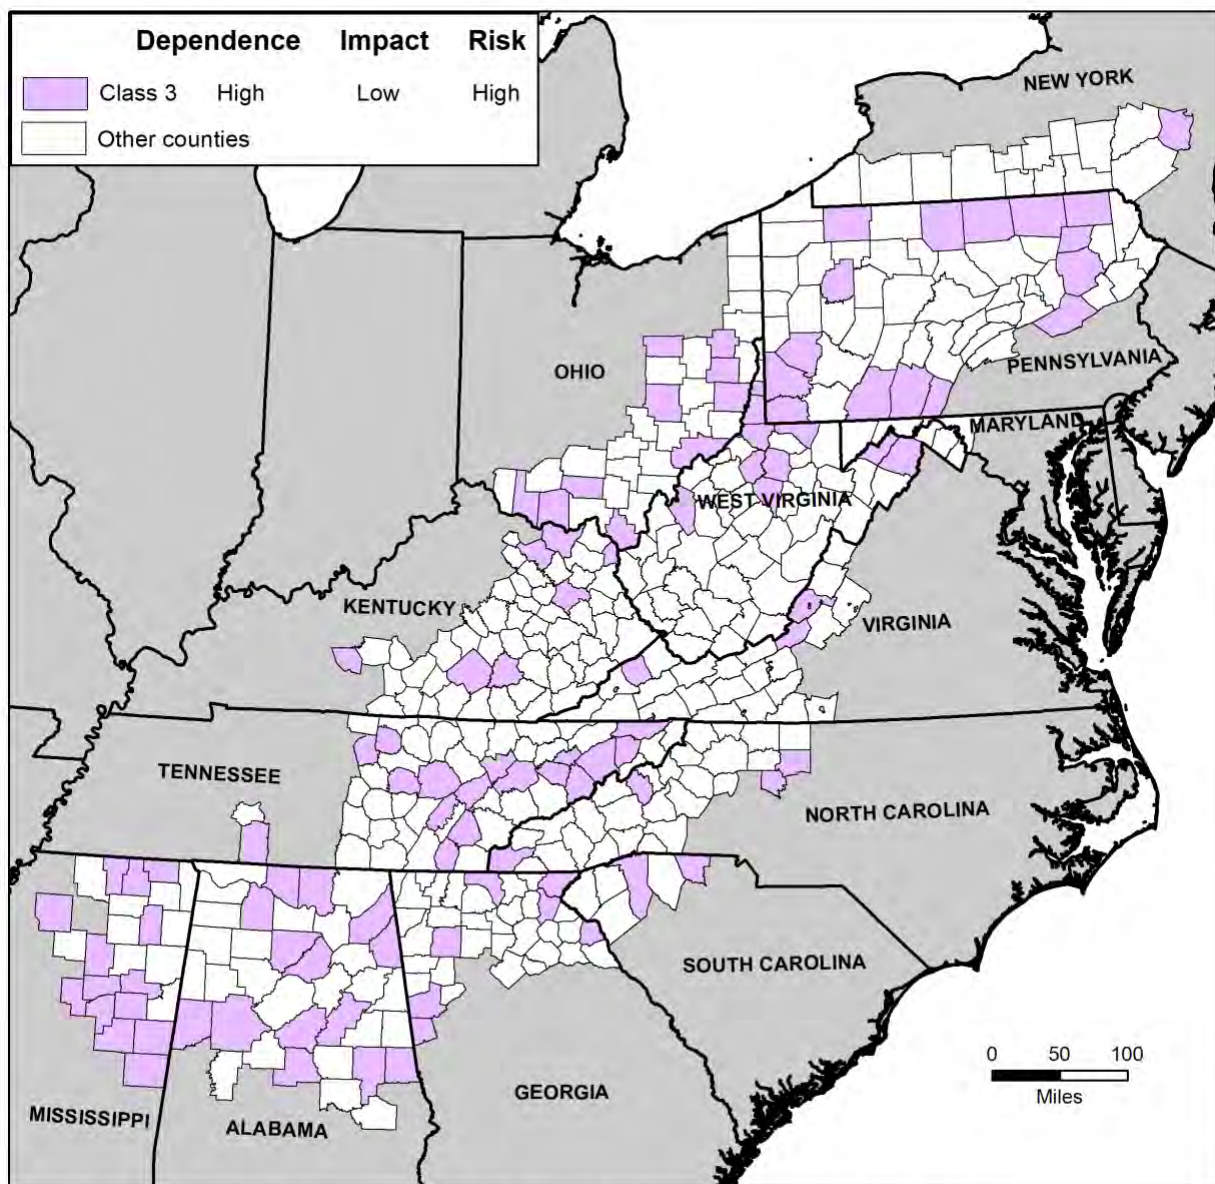 Dependence Impact Risk
Class 3 High Low High
Other counties
NEW YORK
PENNSYLVANIA
OHIO
MARYLAND
WEST VIRGINIA
KENTUCKY
VIRGINIA
TENNESSEE
NORTH CAROLINA
SOUTH CAROLINA
0 50 100
Miles
GEORGIA
MISSISSIPPI
ALABAMA